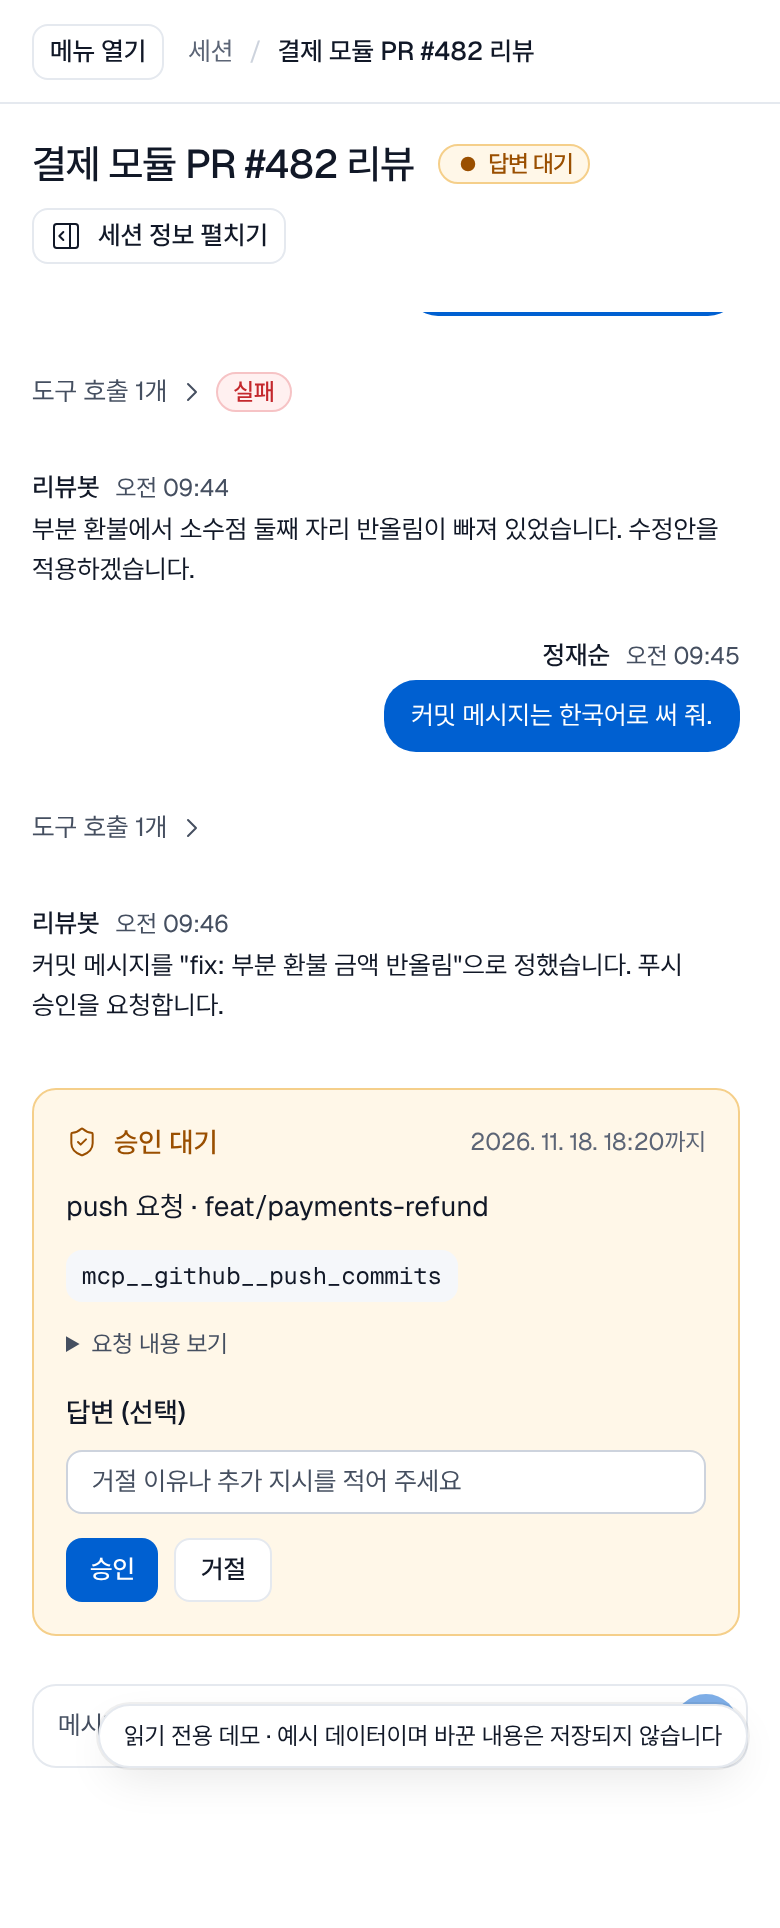 메뉴 열기
세션 / 결제 모듈 PR #482 리뷰
결제 모듈 PR #482 리뷰
답변 대기
세션 정보 펼치기
도구 호출 1개
실패
리뷰봇 오전 09:44
부분 환불에서 소수점 둘째 자리 반올림이 빠져 있었습니다. 수정안을
적용하겠습니다.
정재순 오전 09:45
커밋 메시지는 한국어로 써 줘.
도구 호출 1개
리뷰봇 오전 09:46
커밋 메시지를 "fix: 부분 환불 금액 반올림"으로 정했습니다. 푸시
승인을 요청합니다.
승인 대기
2026. 11. 18. 18:20까지
push 요청 · feat/payments-refund
mcp__github__push_commits
요청 내용 보기
답변 (선택)
거절 이유나 추가 지시를 적어 주세요
승인
거절
읽기 전용 데모 · 예시 데이터이며 바꾼 내용은 저장되지 않습니다